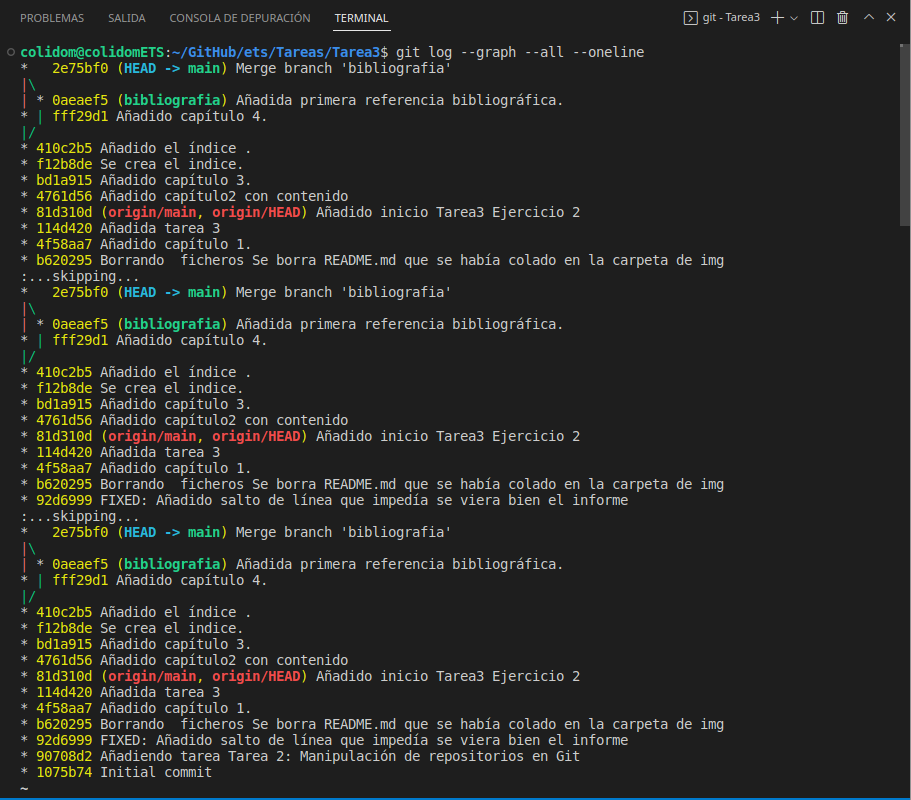 PROBLEMAS SALIDA CONSOLA DE DEPURACIÓN TERMINAL git - Tarea3
colidom@colidomETS:~/GitHub/ets/Tareas/Tarea3$ git log --graph --all --oneline
*   2e75bf0 (HEAD -> main) Merge branch 'bibliografia'
|\
| * 0aeaef5 (bibliografia) Añadida primera referencia bibliográfica.
* | fff29d1 Añadido capítulo 4.
|/
* 410c2b5 Añadido el índice .
* f12b8de Se crea el indice.
* bd1a915 Añadido capítulo 3.
* 4761d56 Añadido capítulo2 con contenido
* 81d310d (origin/main, origin/HEAD) Añadido inicio Tarea3 Ejercicio 2
* 114d420 Añadida tarea 3
* 4f58aa7 Añadido capítulo 1.
* b620295 Borrando  ficheros Se borra README.md que se había colado en la carpeta de img
:...skipping...
*   2e75bf0 (HEAD -> main) Merge branch 'bibliografia'
|\
| * 0aeaef5 (bibliografia) Añadida primera referencia bibliográfica.
* | fff29d1 Añadido capítulo 4.
|/
* 410c2b5 Añadido el índice .
* f12b8de Se crea el indice.
* bd1a915 Añadido capítulo 3.
* 4761d56 Añadido capítulo2 con contenido
* 81d310d (origin/main, origin/HEAD) Añadido inicio Tarea3 Ejercicio 2
* 114d420 Añadida tarea 3
* 4f58aa7 Añadido capítulo 1.
* b620295 Borrando  ficheros Se borra README.md que se había colado en la carpeta de img
* 92d6999 FIXED: Añadido salto de línea que impedía se viera bien el informe
:...skipping...
*   2e75bf0 (HEAD -> main) Merge branch 'bibliografia'
|\
| * 0aeaef5 (bibliografia) Añadida primera referencia bibliográfica.
* | fff29d1 Añadido capítulo 4.
|/
* 410c2b5 Añadido el índice .
* f12b8de Se crea el indice.
* bd1a915 Añadido capítulo 3.
* 4761d56 Añadido capítulo2 con contenido
* 81d310d (origin/main, origin/HEAD) Añadido inicio Tarea3 Ejercicio 2
* 114d420 Añadida tarea 3
* 4f58aa7 Añadido capítulo 1.
* b620295 Borrando  ficheros Se borra README.md que se había colado en la carpeta de img
* 92d6999 FIXED: Añadido salto de línea que impedía se viera bien el informe
* 90708d2 Añadiendo tarea Tarea 2: Manipulación de repositorios en Git
* 1075b74 Initial commit
~